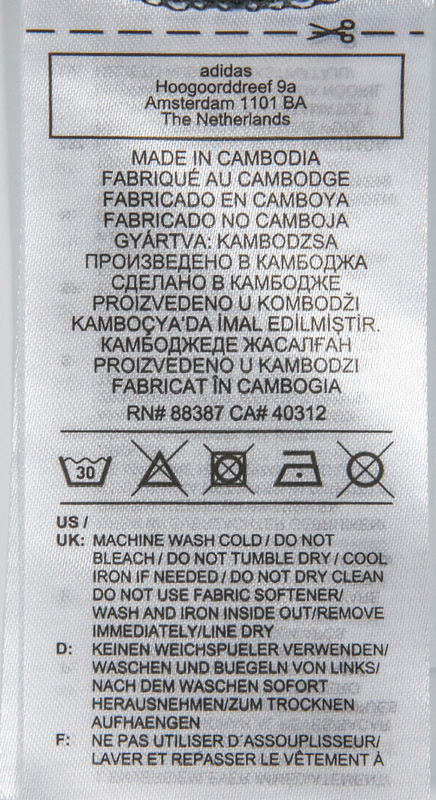 adidas
Hoogoorddreef 9a
Amsterdam 1101 BA
The Netherlands
MADE IN CAMBODIA
FABRIQUÉ AU CAMBODGE
FABRICADO EN CAMBOYA
FABRICADO NO CAMBOJA
GYÁRTVA: KAMBODZSA
ПРОИЗВЕДЕНО В КАМБОДЖА
СДЕЛАНО В КАМБОДЖЕ
PROIZVEDENO U KOMBODŽI
KAMBOÇYA'DA İMAL EDİLMİŞTİR.
КАМБОДЖЕДЕ ЖАСАЛҒАН
PROIZVEDENO U KAMBODZI
FABRICAT ÎN CAMBOGIA
RN# 88387 CA# 40312
30
US /
UK: MACHINE WASH COLD / DO NOT
BLEACH / DO NOT TUMBLE DRY / COOL
IRON IF NEEDED / DO NOT DRY CLEAN
DO NOT USE FABRIC SOFTENER/
WASH AND IRON INSIDE OUT/REMOVE
IMMEDIATELY/LINE DRY
D: KEINEN WEICHSPUELER VERWENDEN/
WASCHEN UND BUEGELN VON LINKS/
NACH DEM WASCHEN SOFORT
HERAUSNEHMEN/ZUM TROCKNEN
AUFHAENGEN
F: NE PAS UTILISER D'ASSOUPLISSEUR/
LAVER ET REPASSER LE VÊTEMENT À